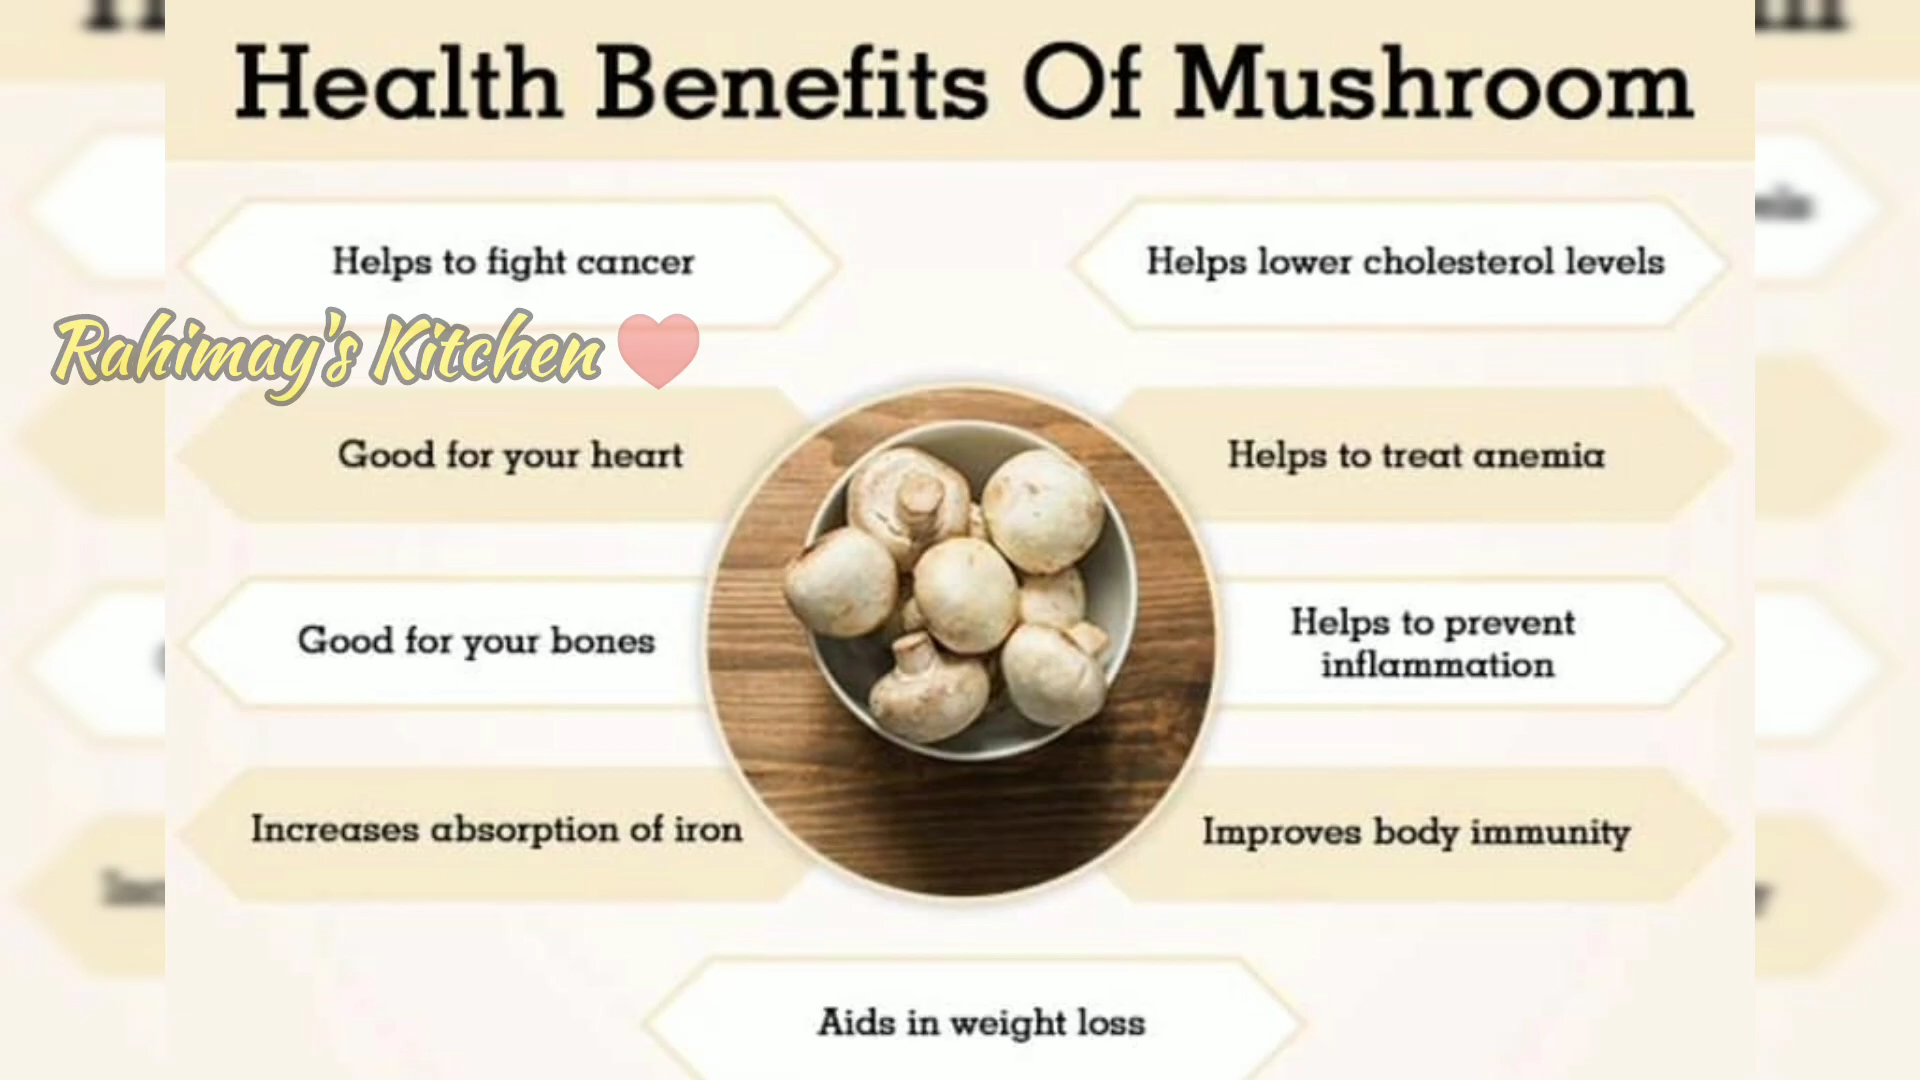 Health Benefits Of Mushroom
Helps to fight cancer
Helps lower cholesterol levels
Rahimay's Kitchen
Good for your heart
Helps to treat anemia
Good for your bones
Helps to prevent
inflammation
Increases absorption of iron
Improves body immunity
Aids in weight loss